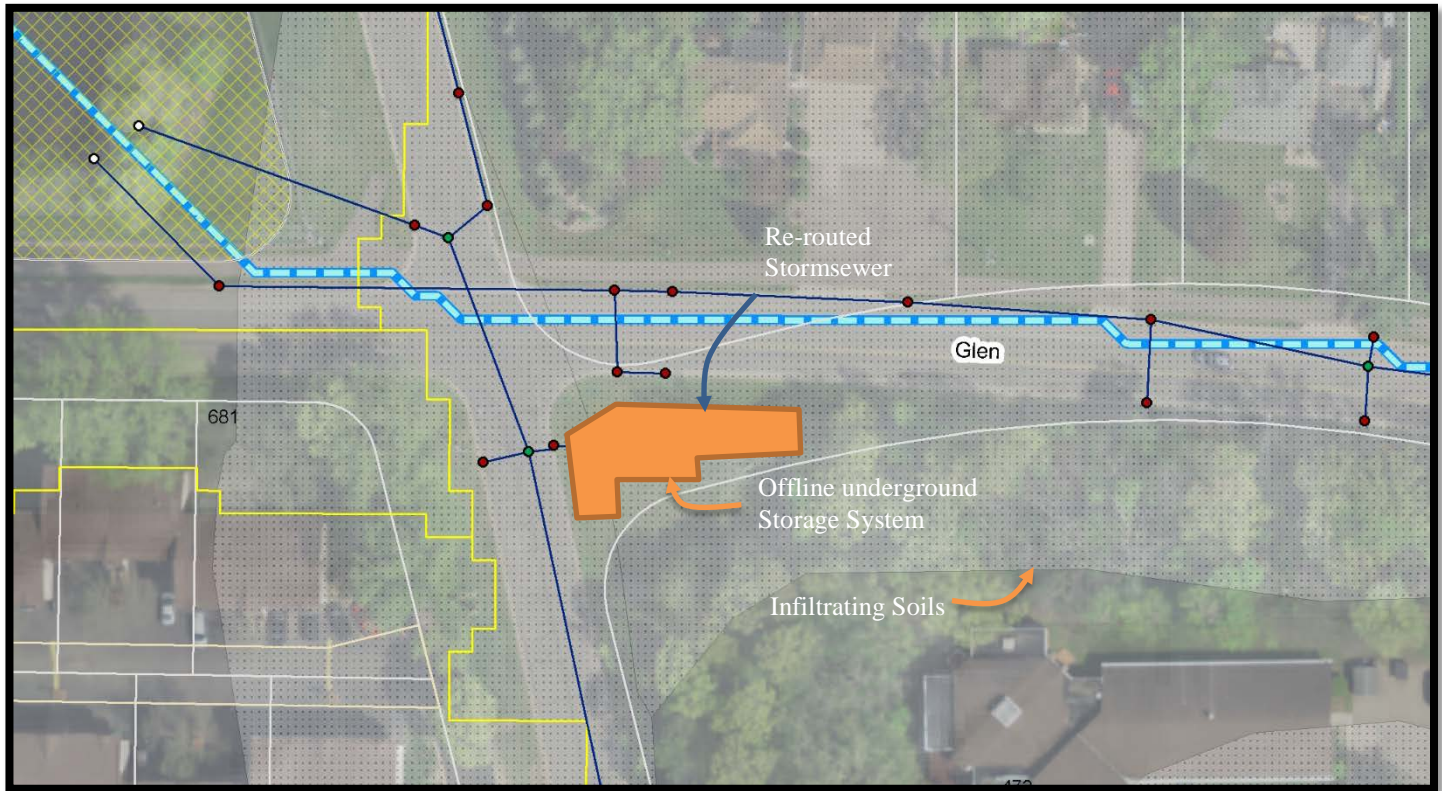 Re-routed
Stormsewer
Glen
681
Offline underground
Storage System
Infiltrating Soils